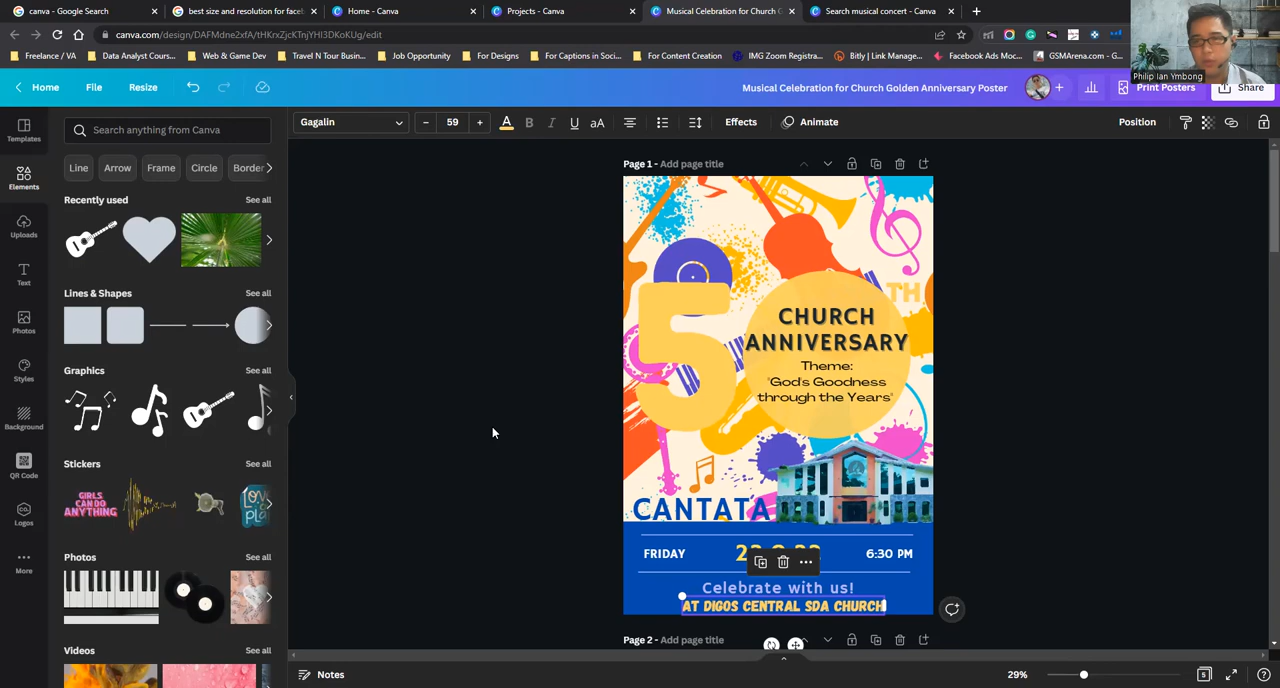 canva - Google Search
best size and resolution for faceb
Home - Canva
Projects - Canva
Musical Celebration for Church G
Search musical concert - Canva
canva.com/design/DAFMdne2xfA/tHKrxZjcKTnjYHI3DKoKUg/edit
Freelance / VA
Data Analyst Cours...
Web & Game Dev
Travel N Tour Busin...
Job Opportunity
For Designs
For Captions in Soci...
For Content Creation
IMG Zoom Registra...
Bitly | Link Manage...
Facebook Ads Moc...
GSMArena.com - G...
Philip Ian Ymbong
Home
File
Resize
Musical Celebration for Church Golden Anniversary Poster
Print Posters
Share
Templates
Elements
Uploads
Text
Photos
Styles
Background
QR Code
Logos
More
Search anything from Canva
Line
Arrow
Frame
Circle
Border
Recently used
See all
Lines & Shapes
See all
Graphics
See all
Stickers
See all
GIRLS
CAN DO
ANYTHING
Photos
See all
Videos
See all
Gagalin
59
A
B
I
U
aA
Effects
Animate
Position
Page 1 - Add page title
5
TH
CHURCH
ANNIVERSARY
Theme:
"God's Goodness
through the Years"
CANTATA
FRIDAY
6:30 PM
Celebrate with us!
AT DIGOS CENTRAL SDA CHURCH
Page 2 - Add page title
Notes
29%
5